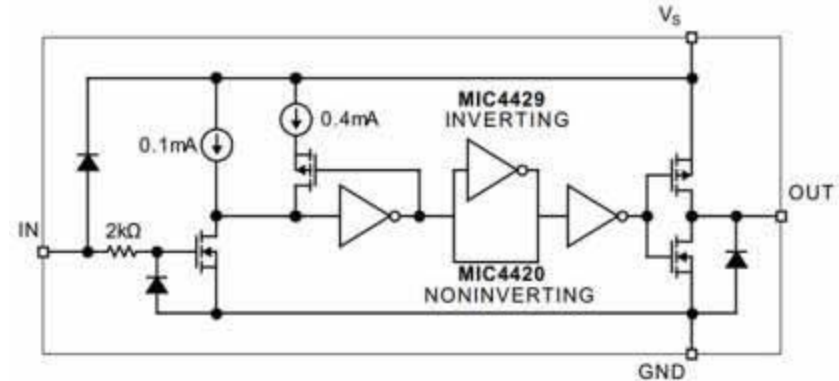 Vs
MIC4429
INVERTING
0.1mA
0.4mA
OUT
IN
2kΩ
MIC4420
NONINVERTING
GND